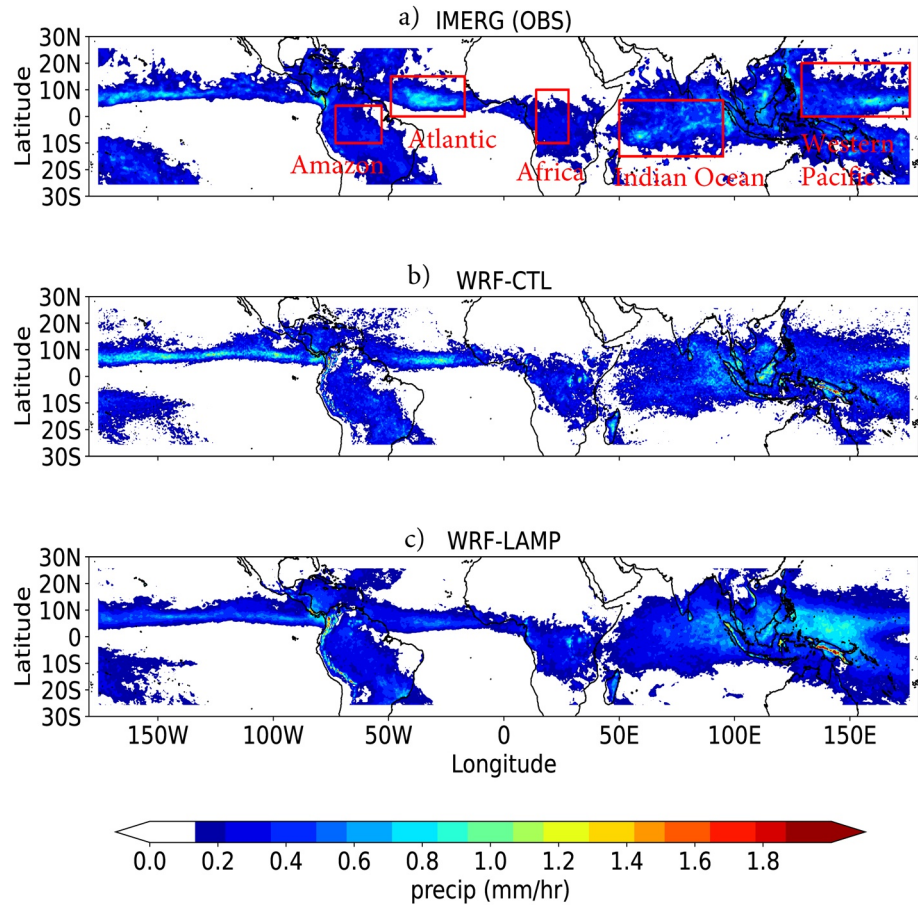 a) IMERG (OBS)
30N
20N
10N
0
10S
20S
30S
Latitude
Amazon
Atlantic
Africa
Indian Ocean
Western
Pacific
b) WRF-CTL
30N
20N
10N
0
10S
20S
30S
Latitude
c) WRF-LAMP
30N
20N
10N
0
10S
20S
30S
Latitude
150W 100W 50W 0 50E 100E 150E
Longitude
0.0 0.2 0.4 0.6 0.8 1.0 1.2 1.4 1.6 1.8
precip (mm/hr)